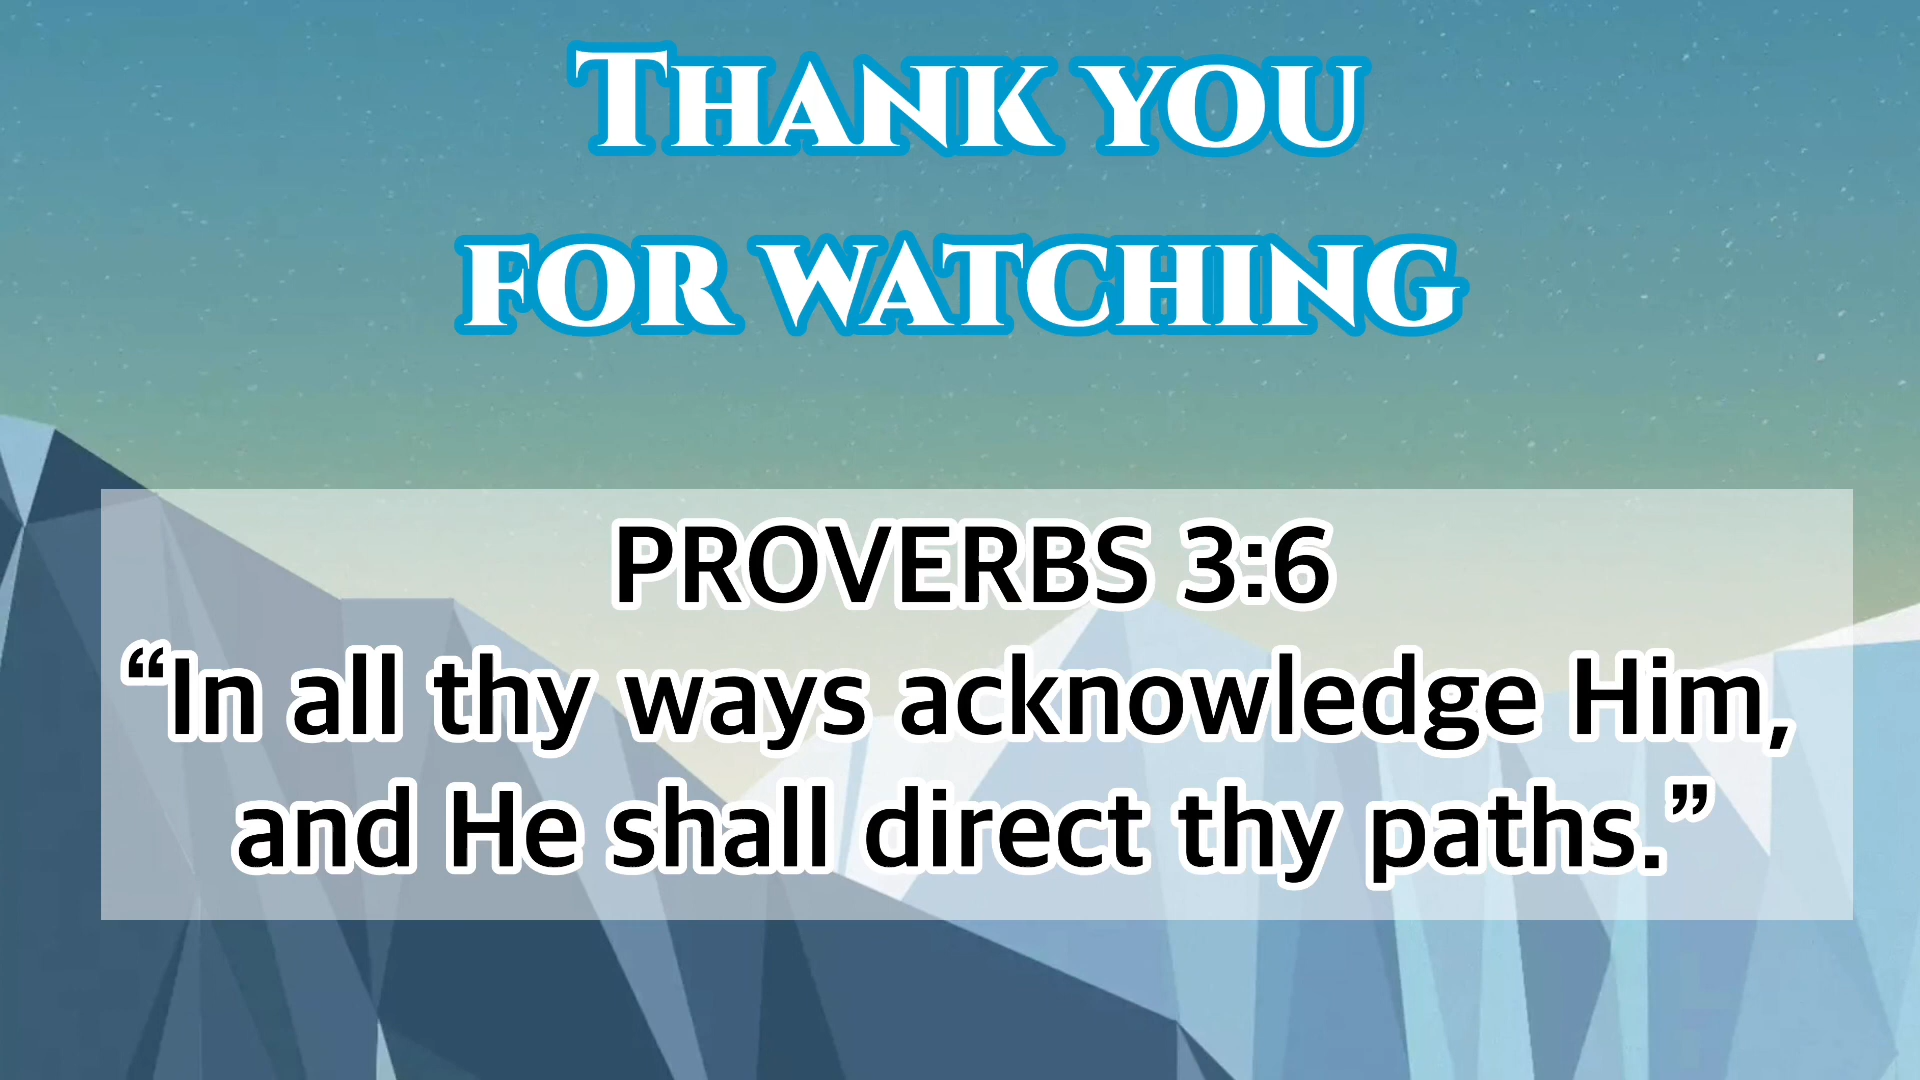 THANK YOU
FOR WATCHING
PROVERBS 3:6
“In all thy ways acknowledge Him,
and He shall direct thy paths.”